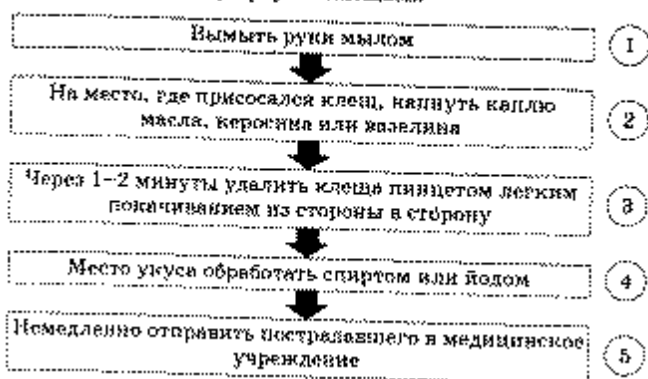 Вымыть руки мылом
1
На место, где присосался клещ, капнуть каплю
масла, керосина или вазелина
2
Через 1–2 минуты удалить клеща пинцетом легким
покачиванием из стороны в сторону
3
Место укуса обработать спиртом или йодом
4
Немедленно отправить пострадавшего в медицинское
учреждение
5